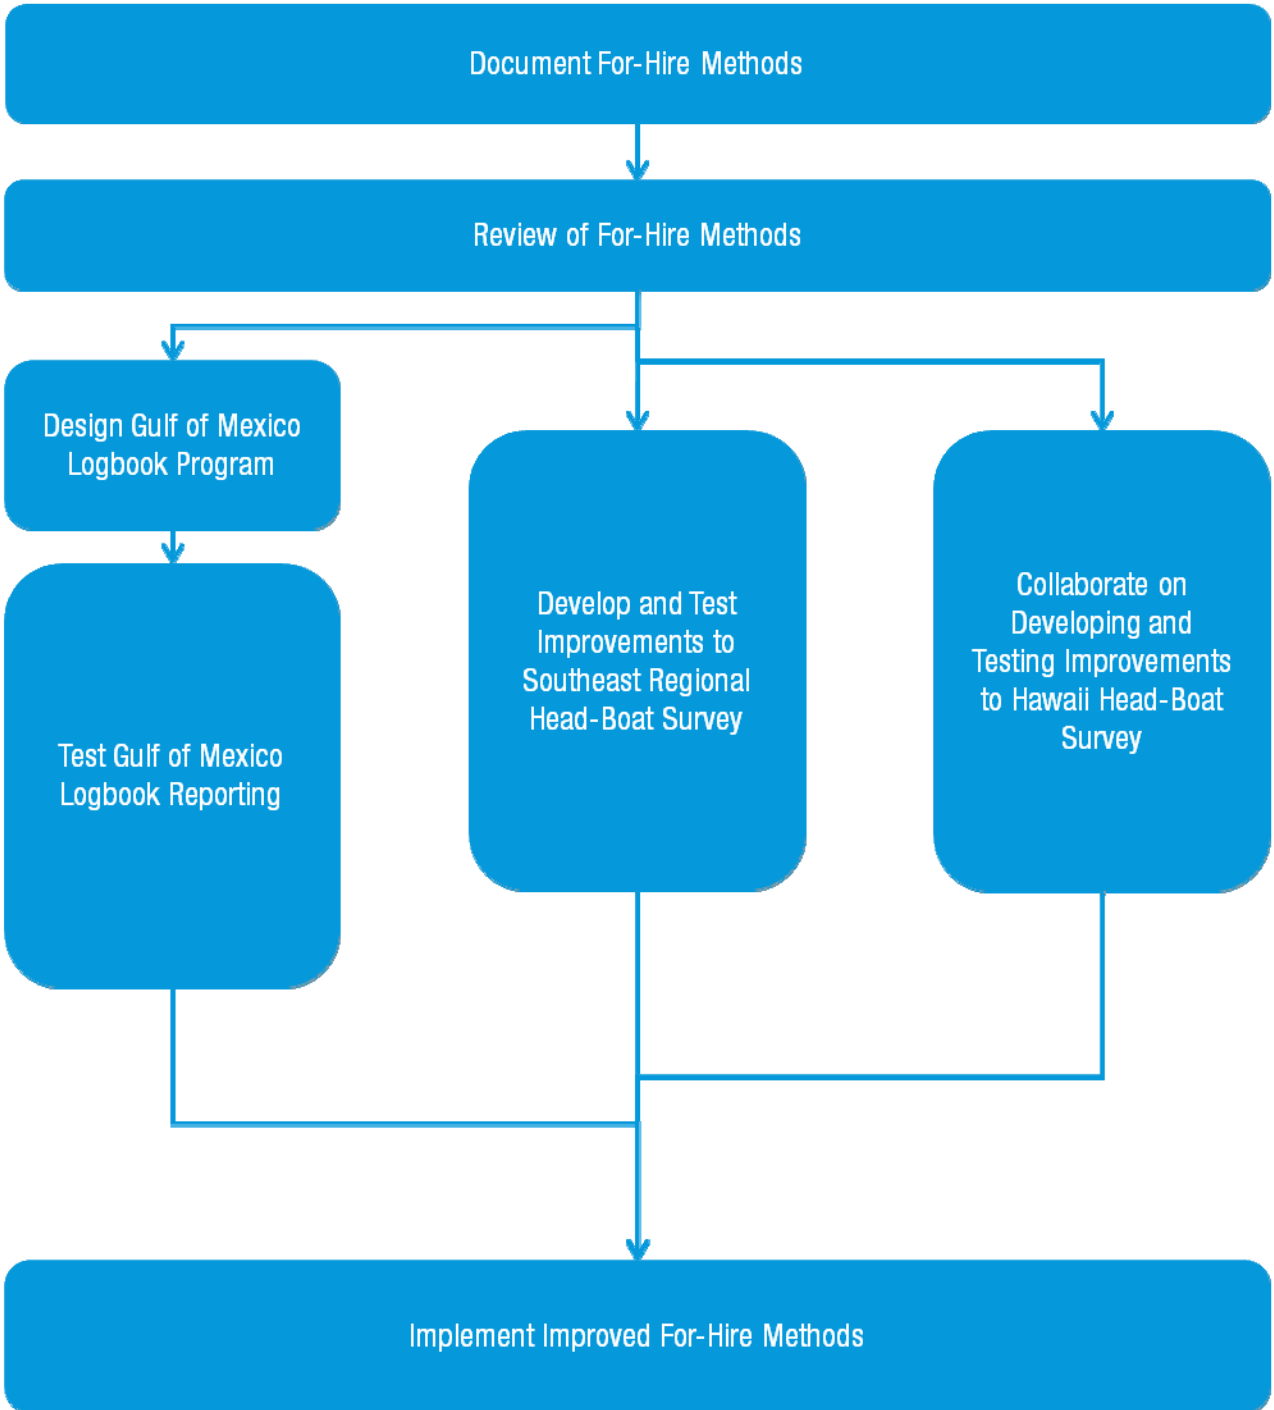 Document For-Hire Methods
Review of For-Hire Methods
Design Gulf of Mexico
Logbook Program
Test Gulf of Mexico
Logbook Reporting
Develop and Test
Improvements to
Southeast Regional
Head-Boat Survey
Collaborate on
Developing and
Testing Improvements
to Hawaii Head-Boat
Survey
Implement Improved For-Hire Methods